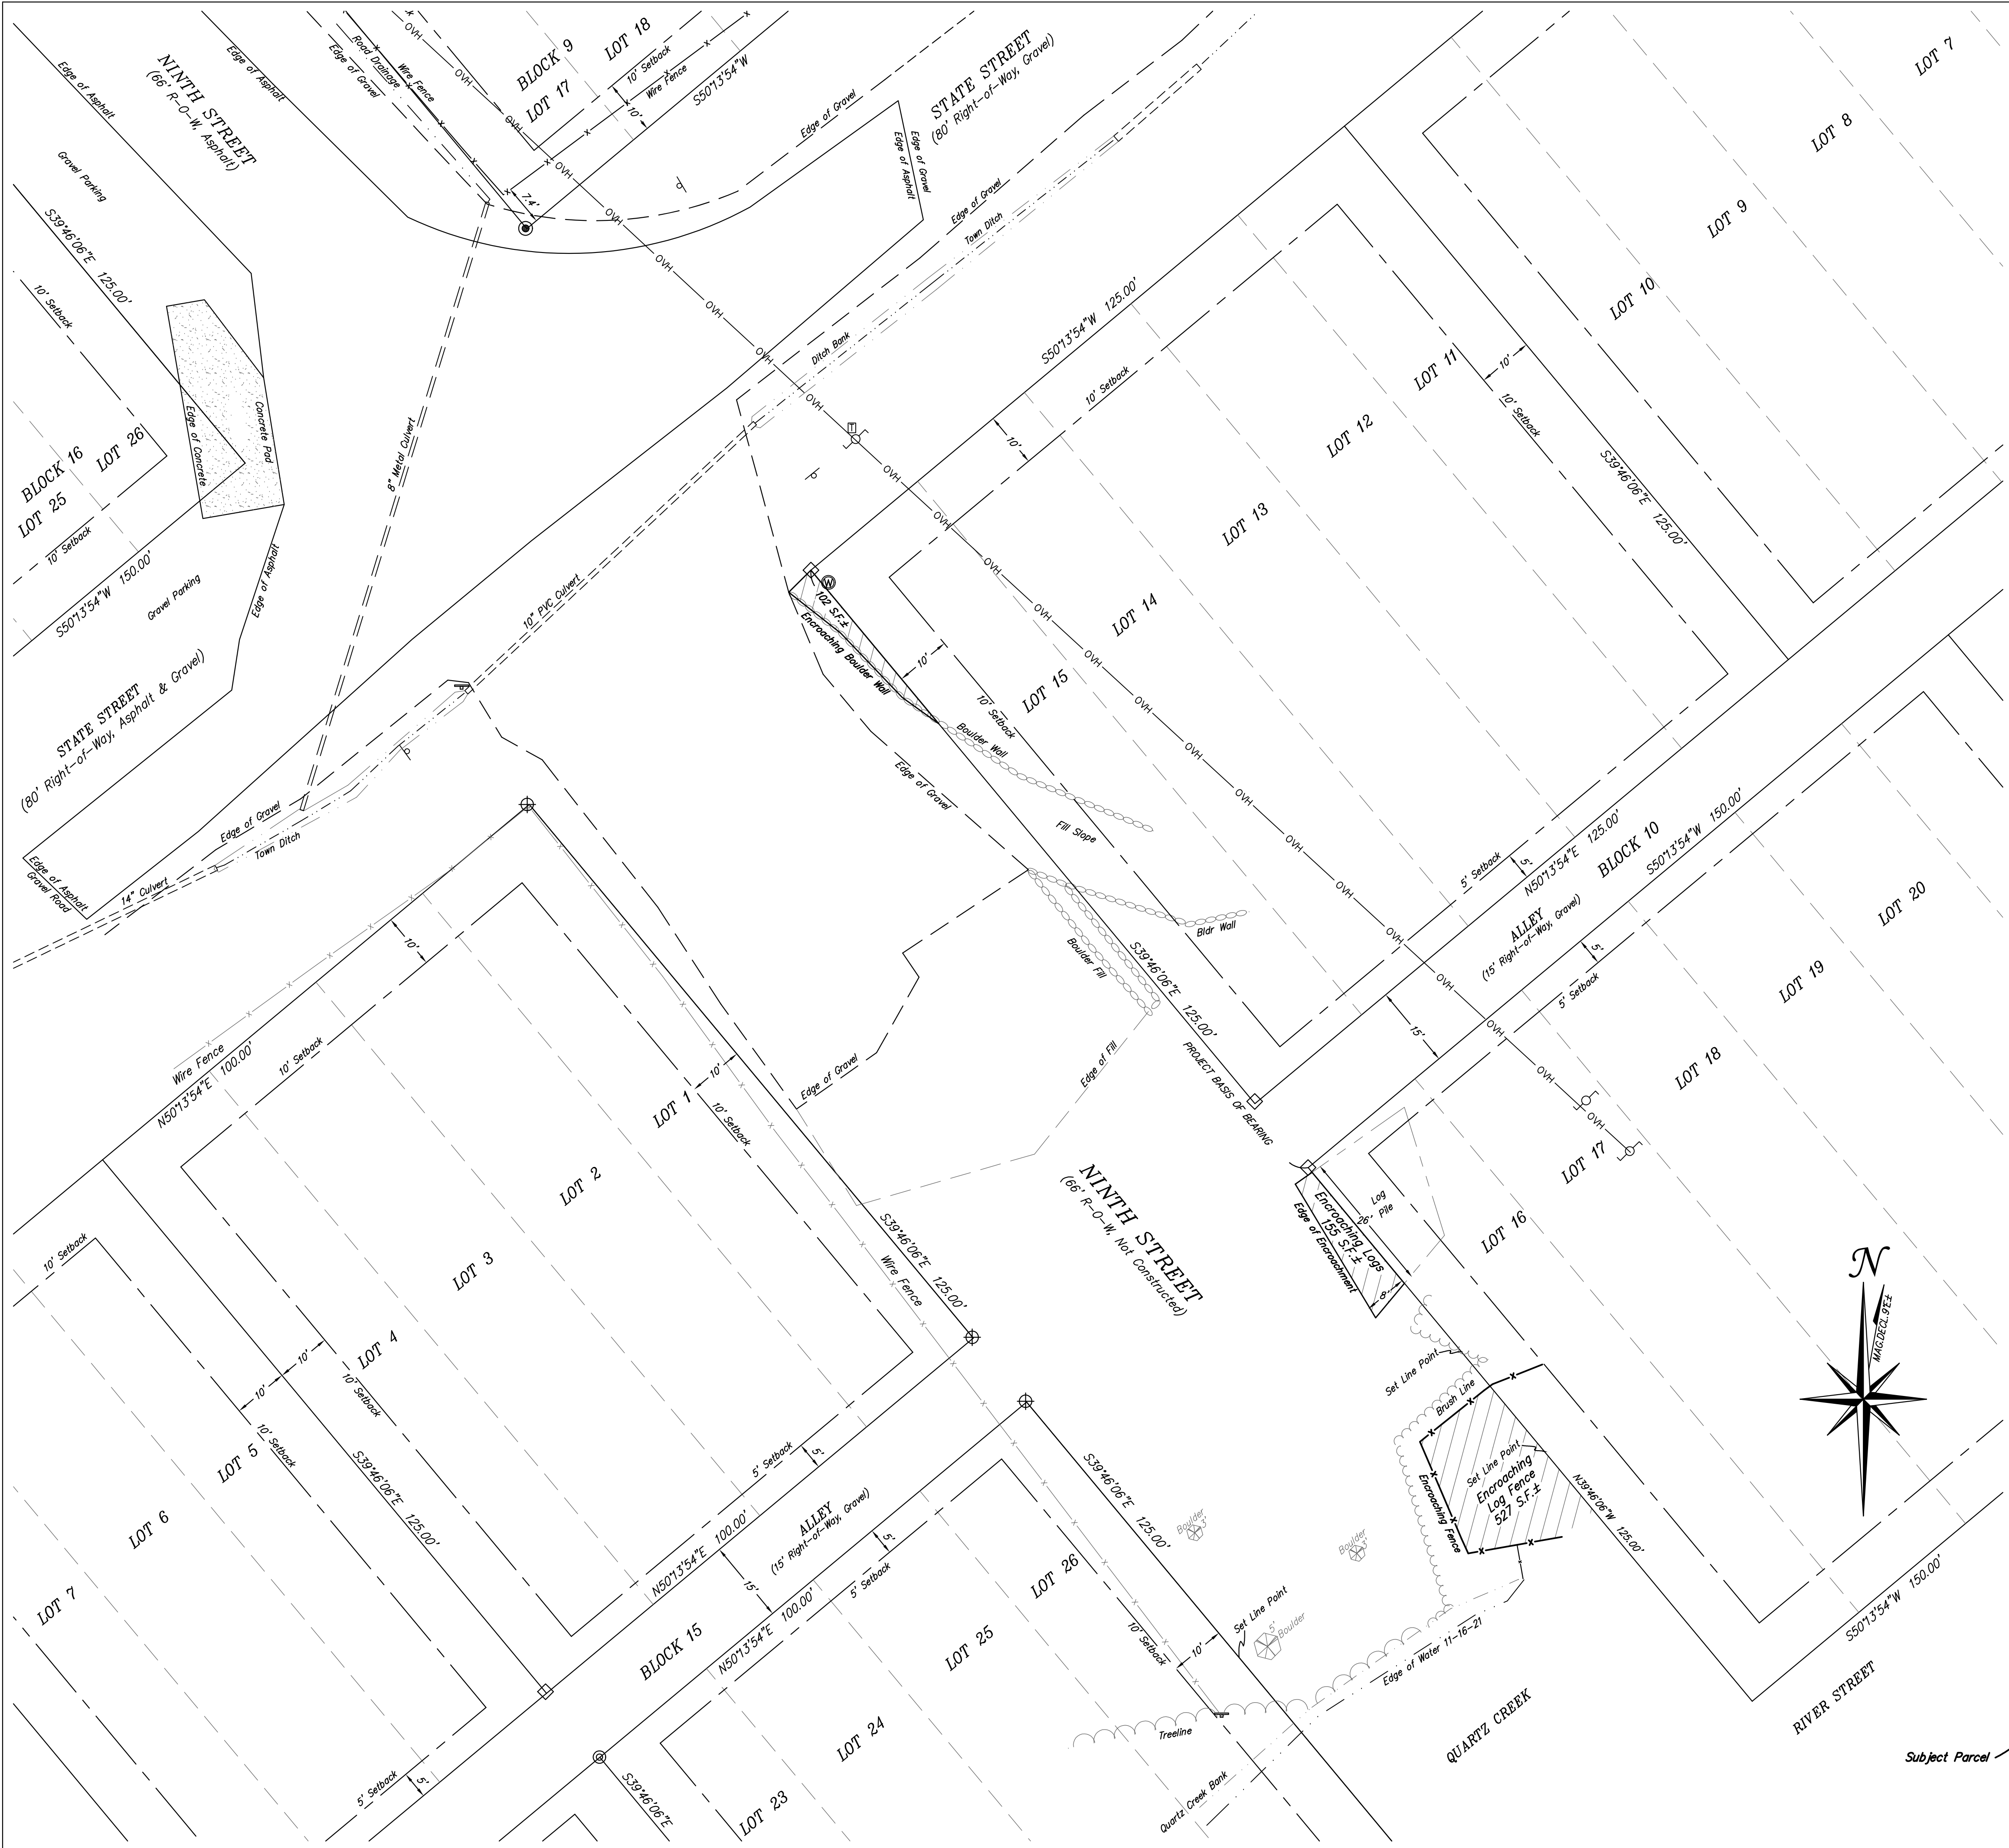 NINTH STREET
(66' R-O-W, Asphalt)
Edge of Asphalt
Edge of Asphalt
Gravel Parking
S39°46'06"E 125.00'
10' Setback
BLOCK 16
LOT 26
LOT 25
10' Setback
S50°13'54"W 150.00'
Gravel Parking
Edge of Concrete
Concrete Pad
Edge of Asphalt
STATE STREET
(80' Right-of-Way, Asphalt & Gravel)
Road Drainage
Edge of Gravel
Wire Fence
OVH
BLOCK 9
LOT 17
LOT 18
10' Setback
Wire Fence
10'
S50°13'54"W
7.4'
STATE STREET
(80' Right-of-Way, Gravel)
Edge of Gravel
Edge of Gravel
Edge of Asphalt
Edge of Gravel
Town Ditch
Ditch Bank
8" Metal Culvert
10" PVC Culvert
T
W
102 S.F.±
Encroaching Boulder Wall
Boulder Wall
Edge of Gravel
Fill Slope
Bldr Wall
Boulder Fill
S39°46'06"E 125.00'
PROJECT BASIS OF BEARING
Edge of Fill
Edge of Gravel
S50°13'54"W 125.00'
10' Setback
10'
10'
10' Setback
10'
10' Setback
S39°46'06"E 125.00'
LOT 7
LOT 8
LOT 9
LOT 10
LOT 11
LOT 12
LOT 13
LOT 14
LOT 15
5' Setback
5'
N50°13'54"E 125.00'
BLOCK 10
S50°13'54"W 150.00'
ALLEY
(15' Right-of-Way, Gravel)
5'
5' Setback
15'
LOT 20
LOT 19
LOT 18
LOT 17
LOT 16
Log
Pile
26'
Encroaching Logs
155 S.F.±
Edge of Encroachment
8'
Set Line Point
Brush Line
Set Line Point
Encroaching
Log Fence
527 S.F.±
Encroaching Fence
N39°46'06"W 125.00'
S50°13'54"W 150.00'
RIVER STREET
Subject Parcel
QUARTZ CREEK
Edge of Water 11-16-21
Quartz Creek Bank
Treeline
Boulder
3'
Boulder
3'
5'
Boulder
Set Line Point
NINTH STREET
(66' R-O-W, Not Constructed)
Edge of Asphalt
Gravel Road
14" Culvert
Edge of Gravel
Town Ditch
Wire Fence
N50°13'54"E 100.00'
10' Setback
10'
10'
10' Setback
S39°46'06"E 125.00'
Wire Fence
LOT 1
LOT 2
LOT 3
LOT 4
LOT 5
LOT 6
LOT 7
10' Setback
10'
10'
10' Setback
10' Setback
S39°46'06"E 125.00'
5' Setback
5'
N50°13'54"E 100.00'
ALLEY
(15' Right-of-Way, Gravel)
15'
5'
5' Setback
BLOCK 15
N50°13'54"E 100.00'
5' Setback
5'
S39°46'06"E
LOT 23
LOT 24
LOT 25
LOT 26
10' Setback
10'
S39°46'06"E 125.00'
N
MAG.DECL.9°E±